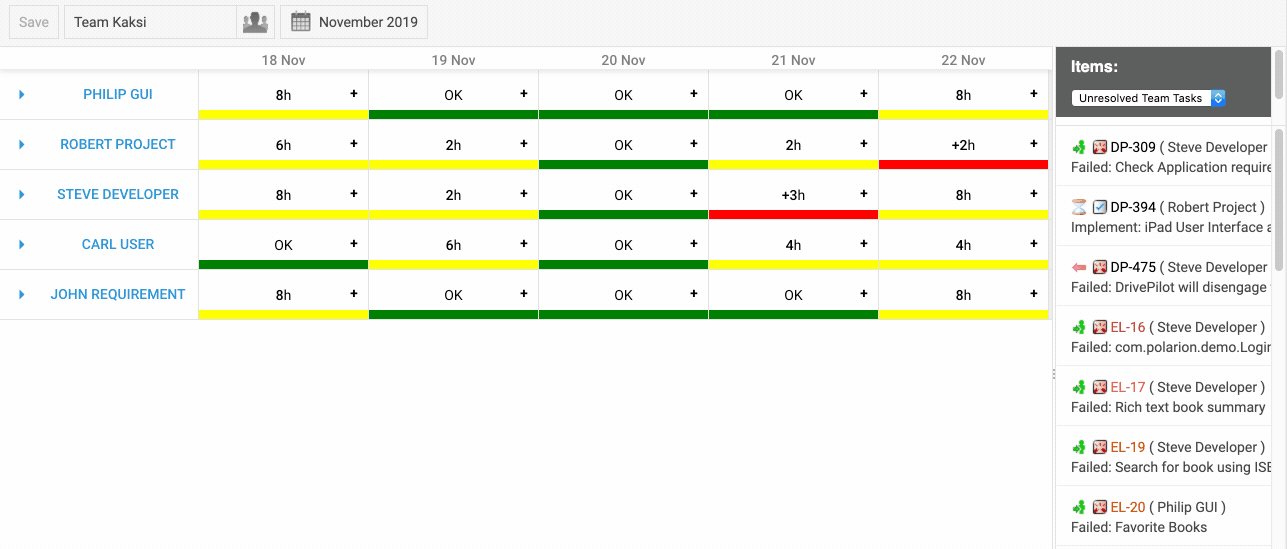 Save Team Kaksi November 2019
18 Nov 19 Nov 20 Nov 21 Nov 22 Nov
PHILIP GUI 8h + OK + OK + OK + 8h +
ROBERT PROJECT 6h + 2h + OK + 2h + +2h +
STEVE DEVELOPER 8h + 2h + OK + +3h + 8h +
CARL USER OK + 6h + OK + 4h + 4h +
JOHN REQUIREMENT 8h + OK + OK + OK + 8h +
Items:
Unresolved Team Tasks
DP-309 ( Steve Developer
Failed: Check Application require
DP-394 ( Robert Project )
Implement: iPad User Interface a
DP-475 ( Steve Developer
Failed: DrivePilot will disengage
EL-16 ( Steve Developer )
Failed: com.polarion.demo.Login
EL-17 ( Steve Developer )
Failed: Rich text book summary
EL-19 ( Steve Developer )
Failed: Search for book using ISB
EL-20 ( Philip GUI )
Failed: Favorite Books